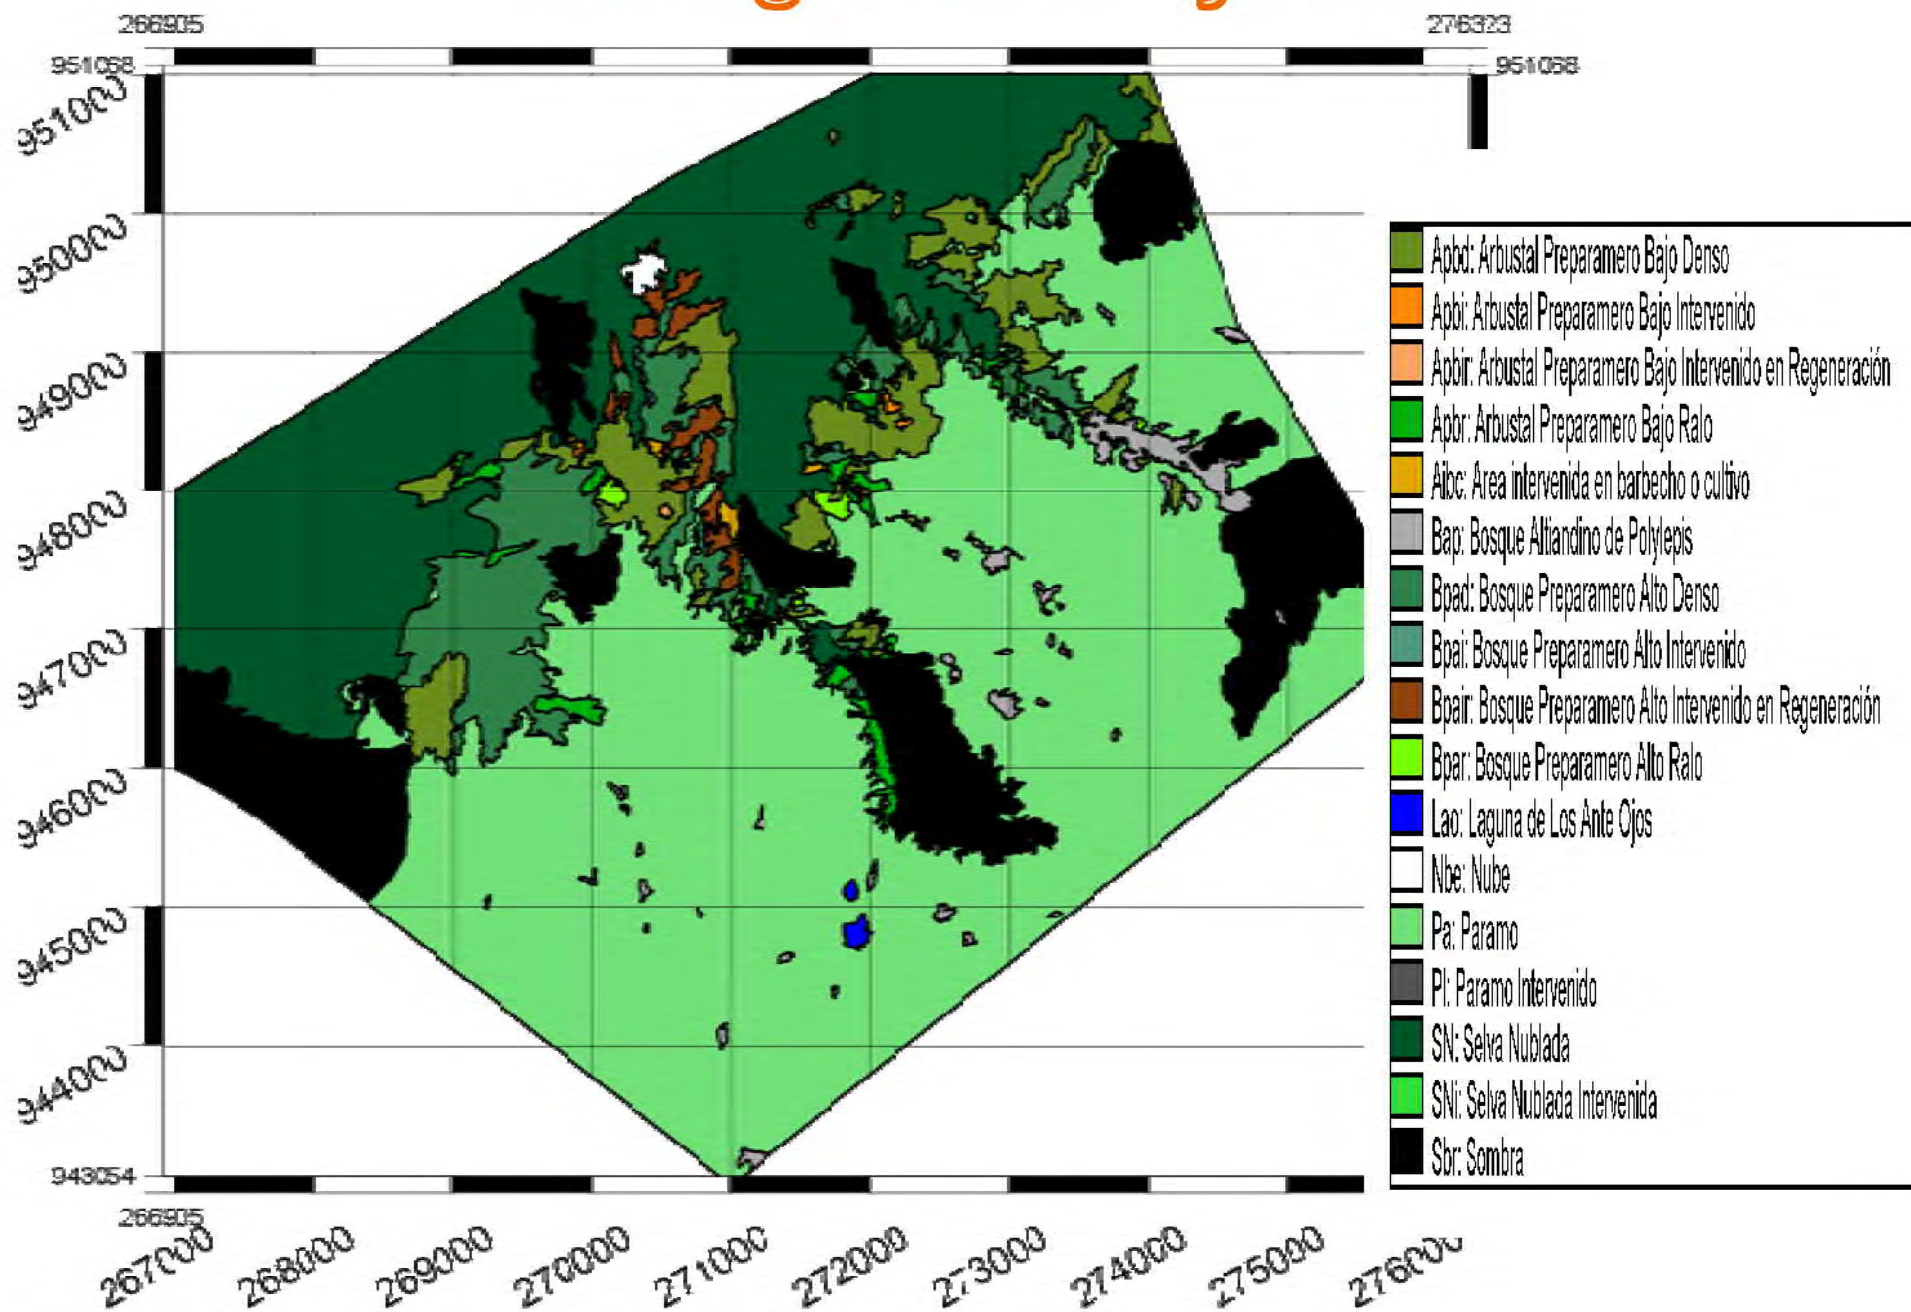 266935
276323
951068
951068
951000
950000
949000
948000
947000
946000
945000
944000
943054
266935
267000
268000
269000
270000
271000
272000
273000
274000
275000
276000
Apbd: Arbustal Preparamero Bajo Denso
Apbi: Arbustal Preparamero Bajo Intervenido
Apbir: Arbustal Preparamero Bajo Intervenido en Regeneración
Apbr: Arbustal Preparamero Bajo Ralo
Aibc: Area intervenida en barbecho o cultivo
Bap: Bosque Altiandino de Polylepis
Bpad: Bosque Preparamero Alto Denso
Bpai: Bosque Preparamero Alto Intervenido
Bpair: Bosque Preparamero Alto Intervenido en Regeneración
Bpar: Bosque Preparamero Alto Ralo
Lao: Laguna de Los Ante Ojos
Nbe: Nube
Pa: Paramo
PI: Paramo Intervenido
SN: Selva Nublada
SNi: Selva Nublada Intervenida
Sbr: Sombra